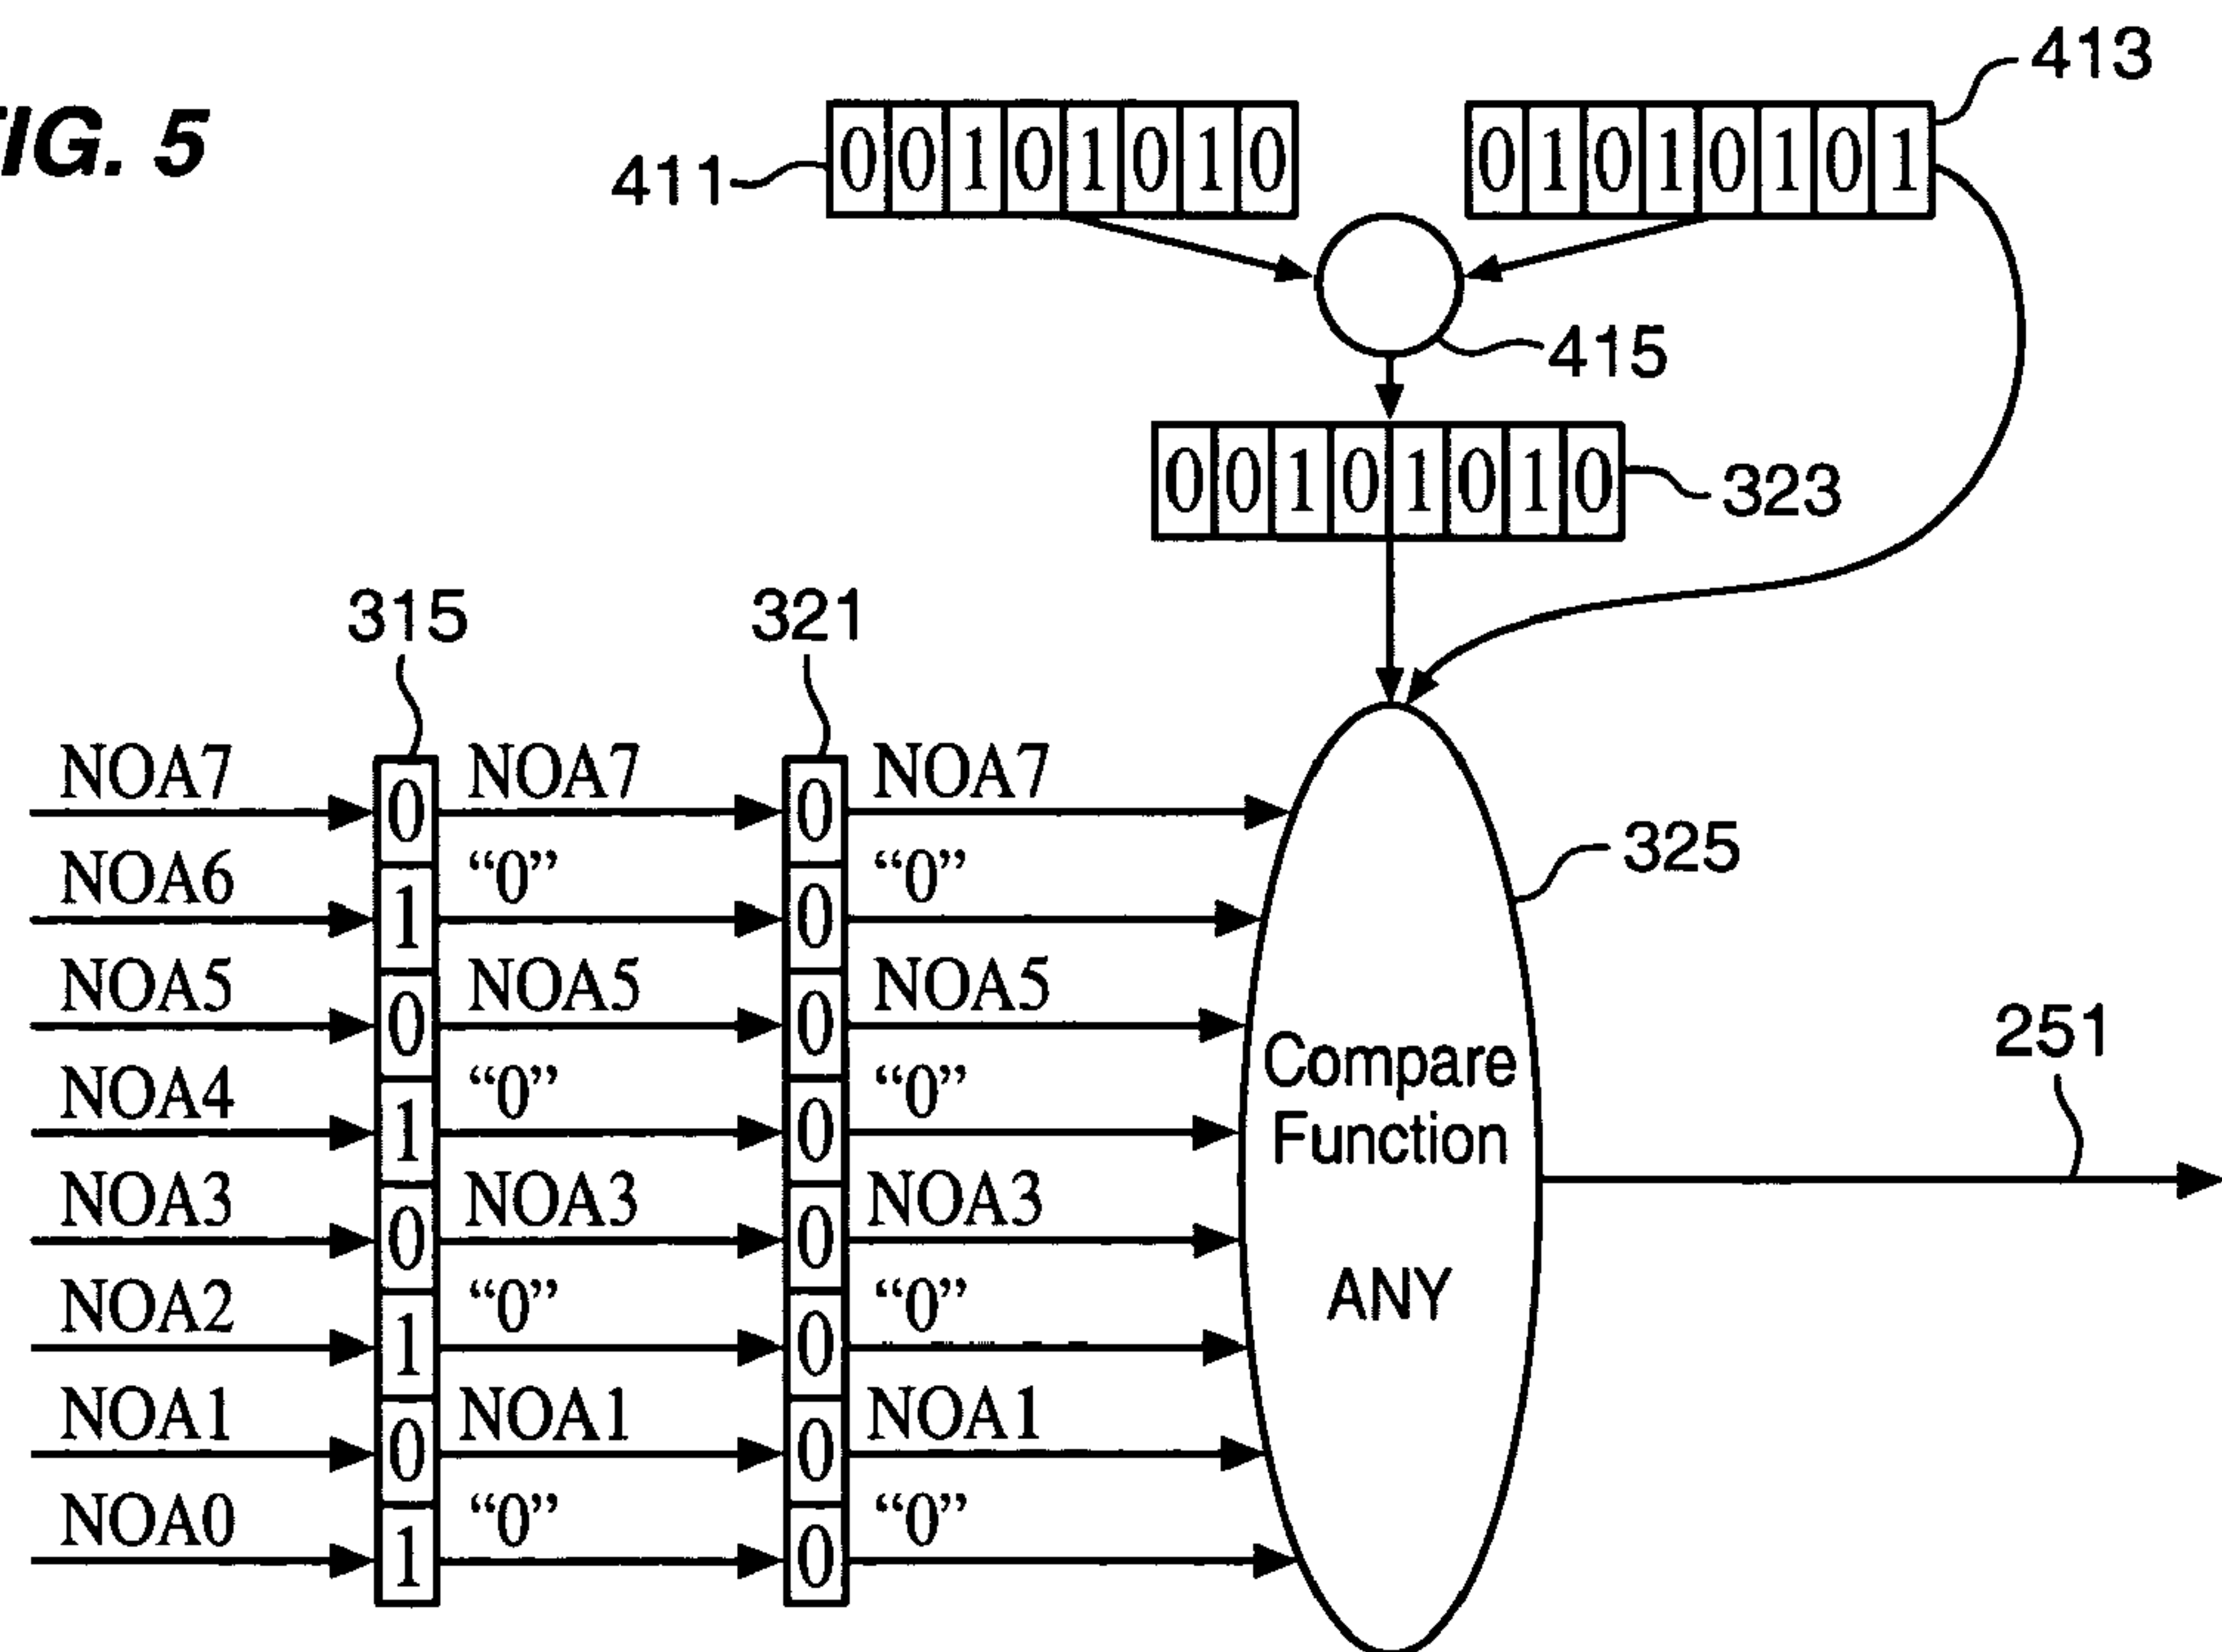 FIG. 5
413
411
0 0 1 0 1 0 1 0
0 1 0 1 0 1 0 1
415
0 0 1 0 1 0 1 0
323
315
321
NOA7 0 NOA7 0 NOA7
NOA6 1 “0” 0 “0”
325
NOA5 0 NOA5 0 NOA5
NOA4 1 “0” 0 “0”
NOA3 0 NOA3 0 NOA3
NOA2 1 “0” 0 “0”
NOA1 0 NOA1 0 NOA1
NOA0 1 “0” 0 “0”
Compare
Function
ANY
251